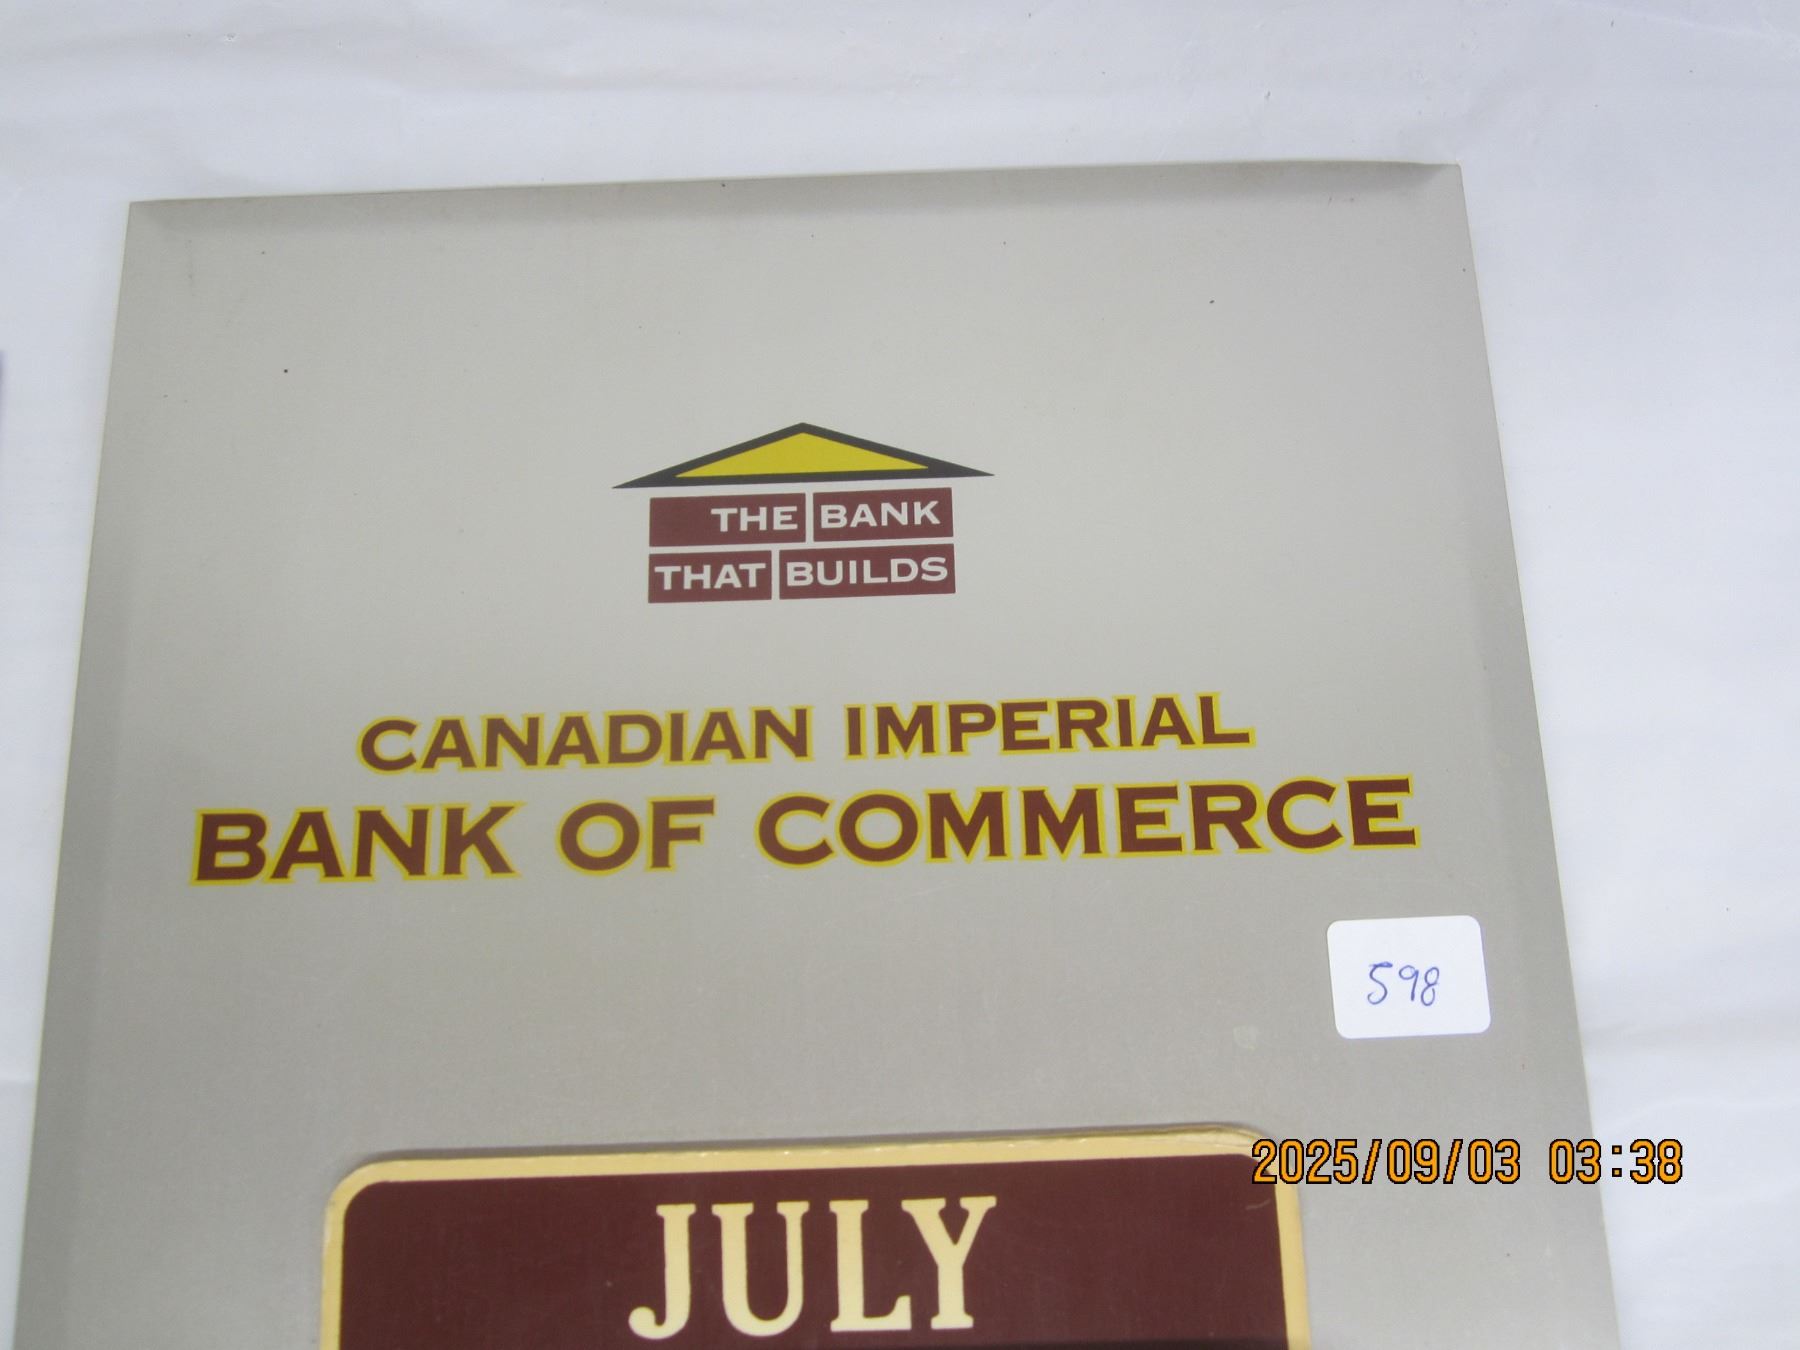 THE BANK
THAT BUILDS
CANADIAN IMPERIAL
BANK OF COMMERCE
598
2025/09/03 03:38
JULY